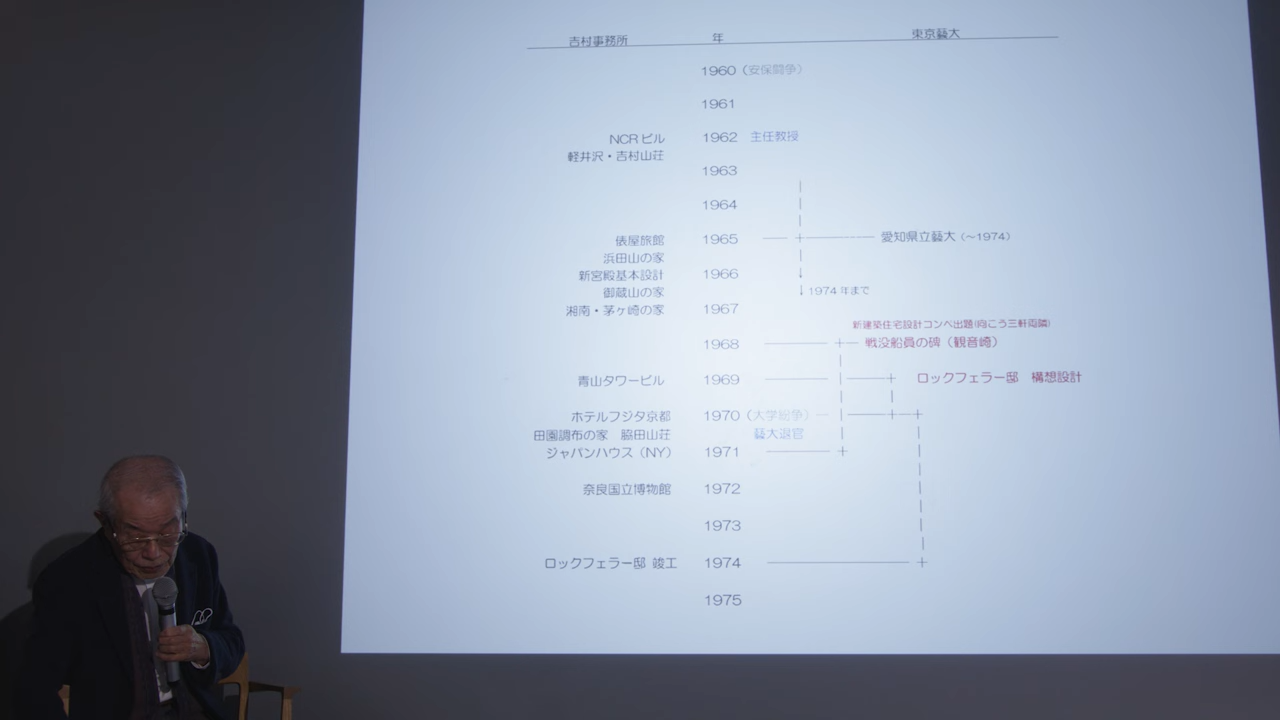 吉村事務所 年 東京藝大
1960（安保闘争）
1961
NCRビル 1962 主任教授
軽井沢・吉村山荘
1963
1964
俵屋旅館 1965 愛知県立藝大（～1974）
浜田山の家
新宮殿基本設計 1966
御蔵山の家 ↓1974年まで
湘南・茅ヶ崎の家 1967
新建築住宅設計コンペ出題(向こう三軒両隣)
1968 戦没船員の碑（観音崎）
青山タワービル 1969 ロックフェラー邸 構想設計
ホテルフジタ京都 1970（大学紛争）
田園調布の家 脇田山荘 藝大退官
ジャパンハウス（NY） 1971
奈良国立博物館 1972
1973
ロックフェラー邸 竣工 1974
1975